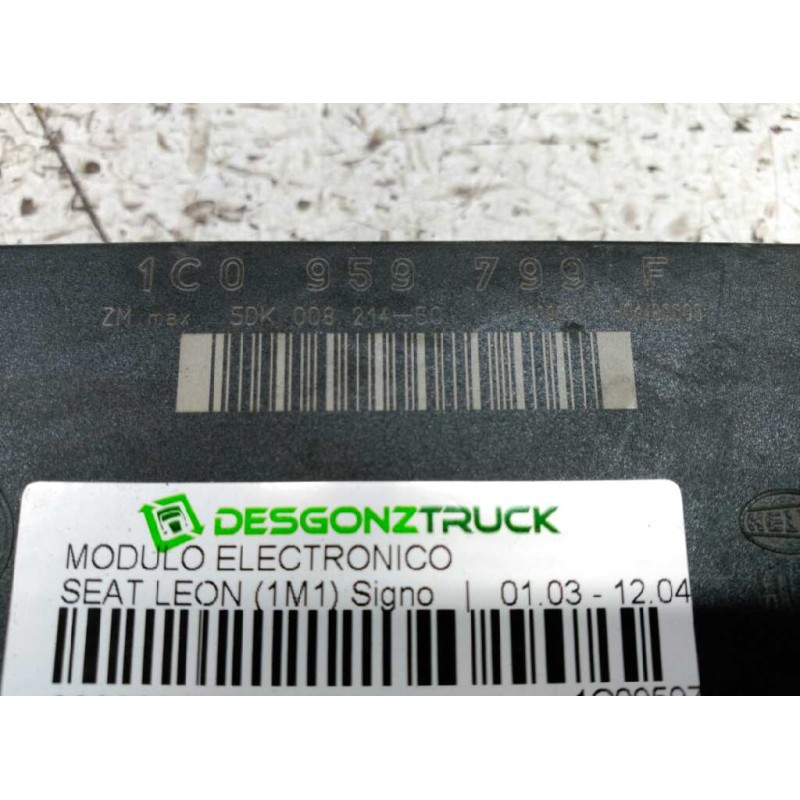 1C0 959 799 F
ZM max 5DK 008 214-50
DESGONZTRUCK
MODULO ELECTRONICO
SEAT LEON (1M1) Signo | 01.03 - 12.04